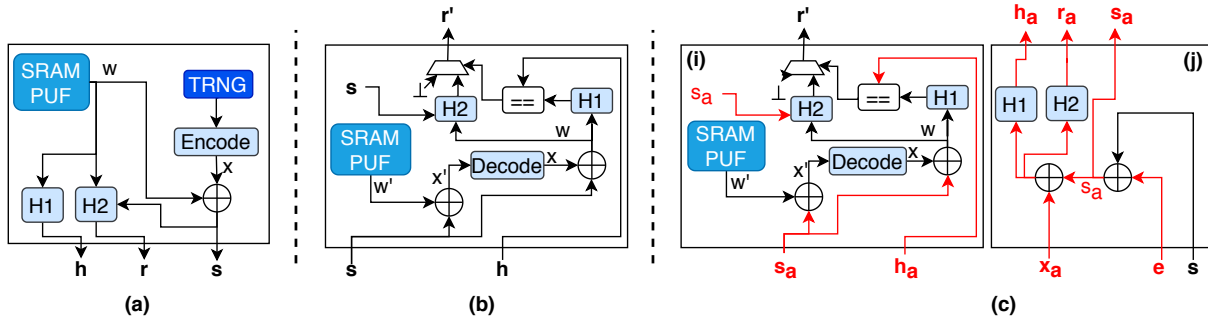 SRAM
PUF
w
TRNG
Encode
x
H1
H2
h
r
s
(a)
r'
s
H2
==
H1
w
SRAM
PUF
w'
x'
Decode
x
s
h
(b)
r'
(i)
sa
H2
==
H1
w
SRAM
PUF
w'
x'
Decode
x
sa
ha
ha
ra
sa
(j)
H1
H2
sa
xa
e
s
(c)